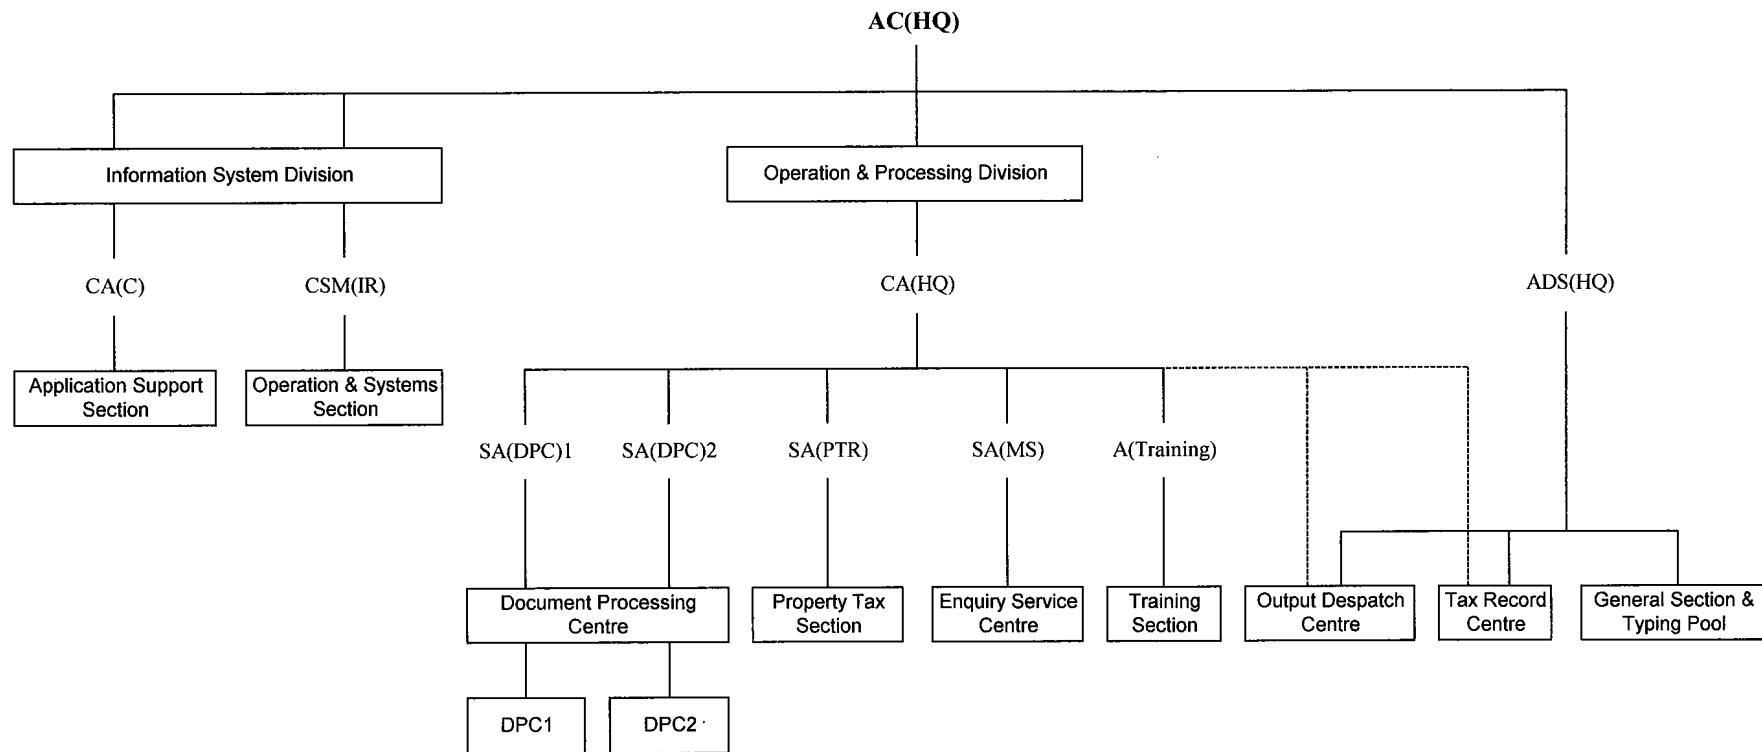 AC(HQ)
Information System Division
Operation & Processing Division
CA(C)
CSM(IR)
CA(HQ)
ADS(HQ)
Application Support
Section
Operation & Systems
Section
SA(DPC)1
SA(DPC)2
SA(PTR)
SA(MS)
A(Training)
Document Processing
Centre
Property Tax
Section
Enquiry Service
Centre
Training
Section
Output Despatch
Centre
Tax Record
Centre
General Section &
Typing Pool
DPC1
DPC2